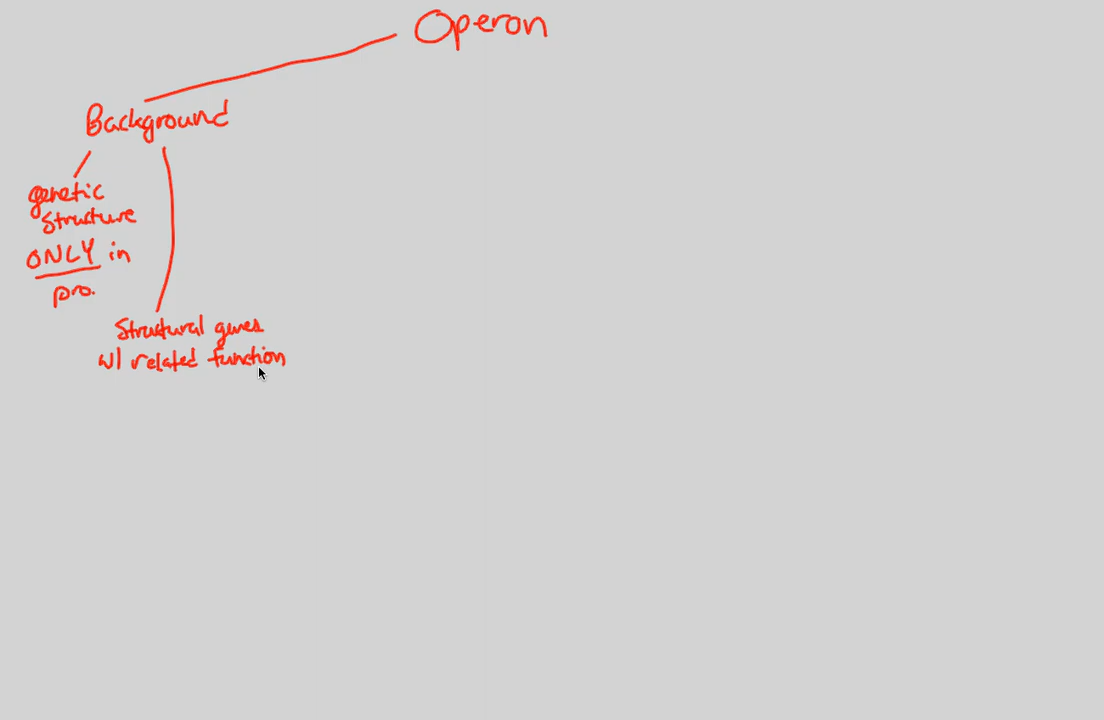 Operon
Background
genetic
structure
ONLY in
pro.
Structural genes
w/ related function